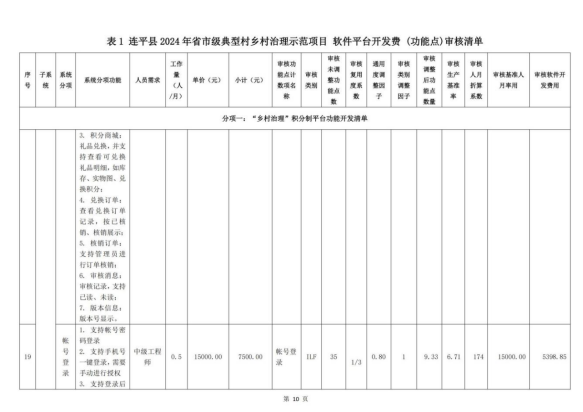 表 1 连平县 2024 年省市级典型村乡村治理示范项目 软件平台开发费 (功能点)审核清单
序号 子系统 系统分项 系统分项功能 人员需求 工作量（人/月） 单价（元） 小计（元） 审核功能点计数项名称 审核类别 审核未调整功能点数 审核复用度系数 通用度调整因子 审核类别调整因子 审核调整后功能点数量 审核生产基准率 审核人月折算系数 审核基准人月率用 审核软件开发费用
分项一：“乡村治理”积分制平台功能开发清单
3. 积分商城：
礼品兑换，并支
持查看可兑换
礼品明细，如库
存、实物图、兑
换积分；
4. 兑换订单：
查看兑换订单
记录，按已核
销、核销展示；
5. 核销订单：
支持管理员进
行订单核销；
6. 审核消息：
审核记录，支持
已读、未读；
7. 版本信息：
版本号显示。
19 帐号登录 1. 支持帐号密
码登录
2. 支持手机号
一键登录，需要
手动进行授权
3. 支持登录后
中级工程师 0.5 15000.00 7500.00 帐号登录 ILF 35 1/3 0.80 1 9.33 6.71 174 15000.00 5398.85
第 10 页